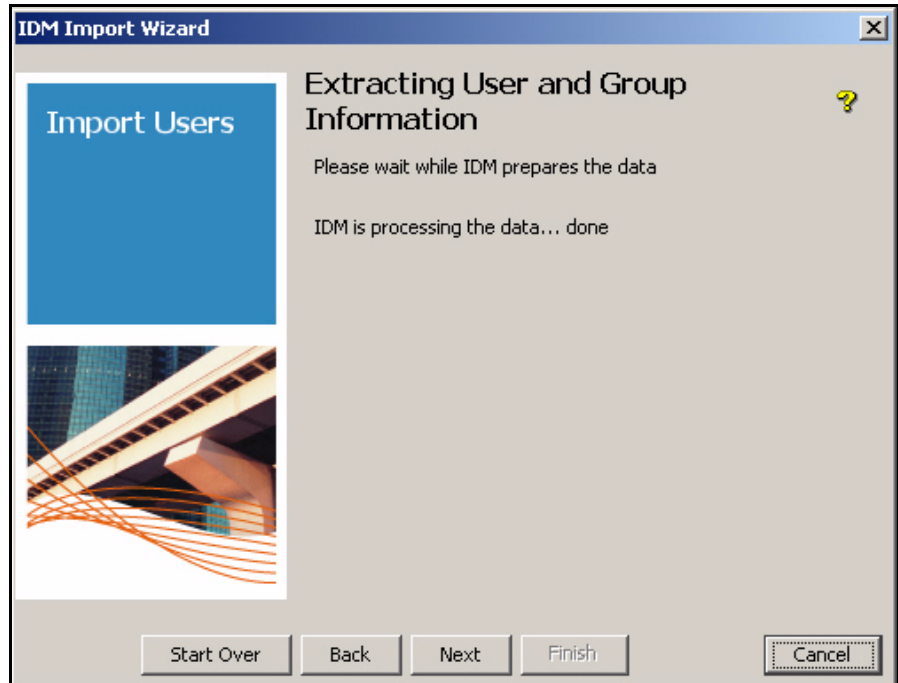 IDM Import Wizard
Import Users
Extracting User and Group
Information
Please wait while IDM prepares the data
IDM is processing the data... done
Start Over
Back
Next
Finish
Cancel